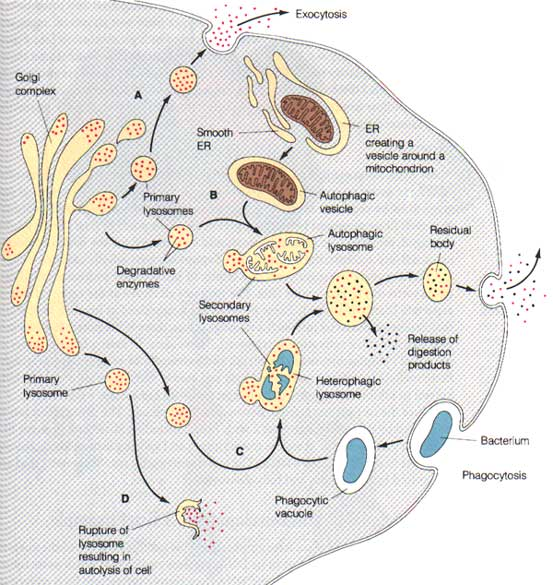 Exocytosis
Golgi
complex
A
Smooth
ER
ER
creating a
vesicle around a
mitochondrion
Primary
lysosomes
B
Autophagic
vesicle
Degradative
enzymes
Autophagic
lysosome
Residual
body
Secondary
lysosomes
Release of
digestion
products
Primary
lysosome
Heterophagic
lysosome
Bacterium
C
Phagocytosis
D
Phagocytic
vacuole
Rupture of
lysosome
resulting in
autolysis of cell